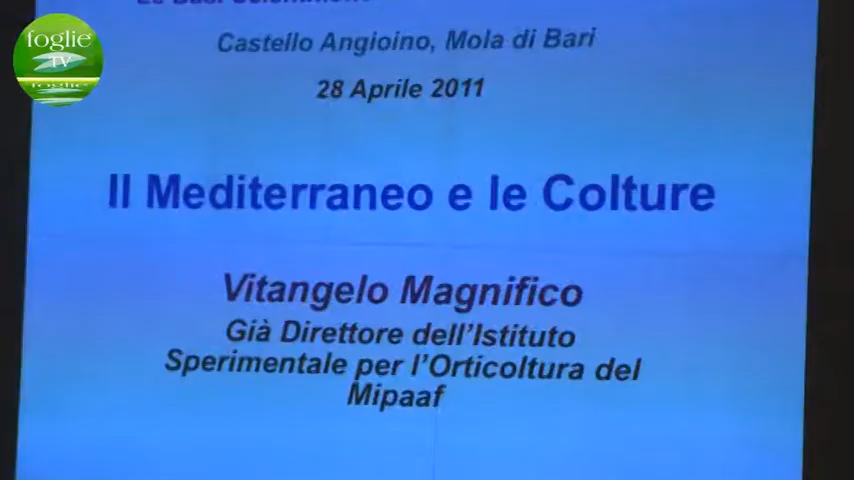 foglie
TV
Castello Angioino, Mola di Bari
28 Aprile 2011
Il Mediterraneo e le Colture
Vitangelo Magnifico
Già Direttore dell'Istituto
Sperimentale per l'Orticoltura del
Mipaaf